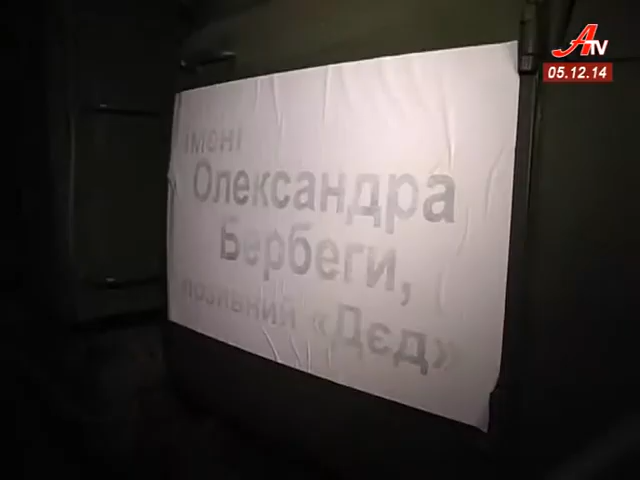 ATV
05.12.14
імені
Олександра
Бербеги,
позивний «Дєд»